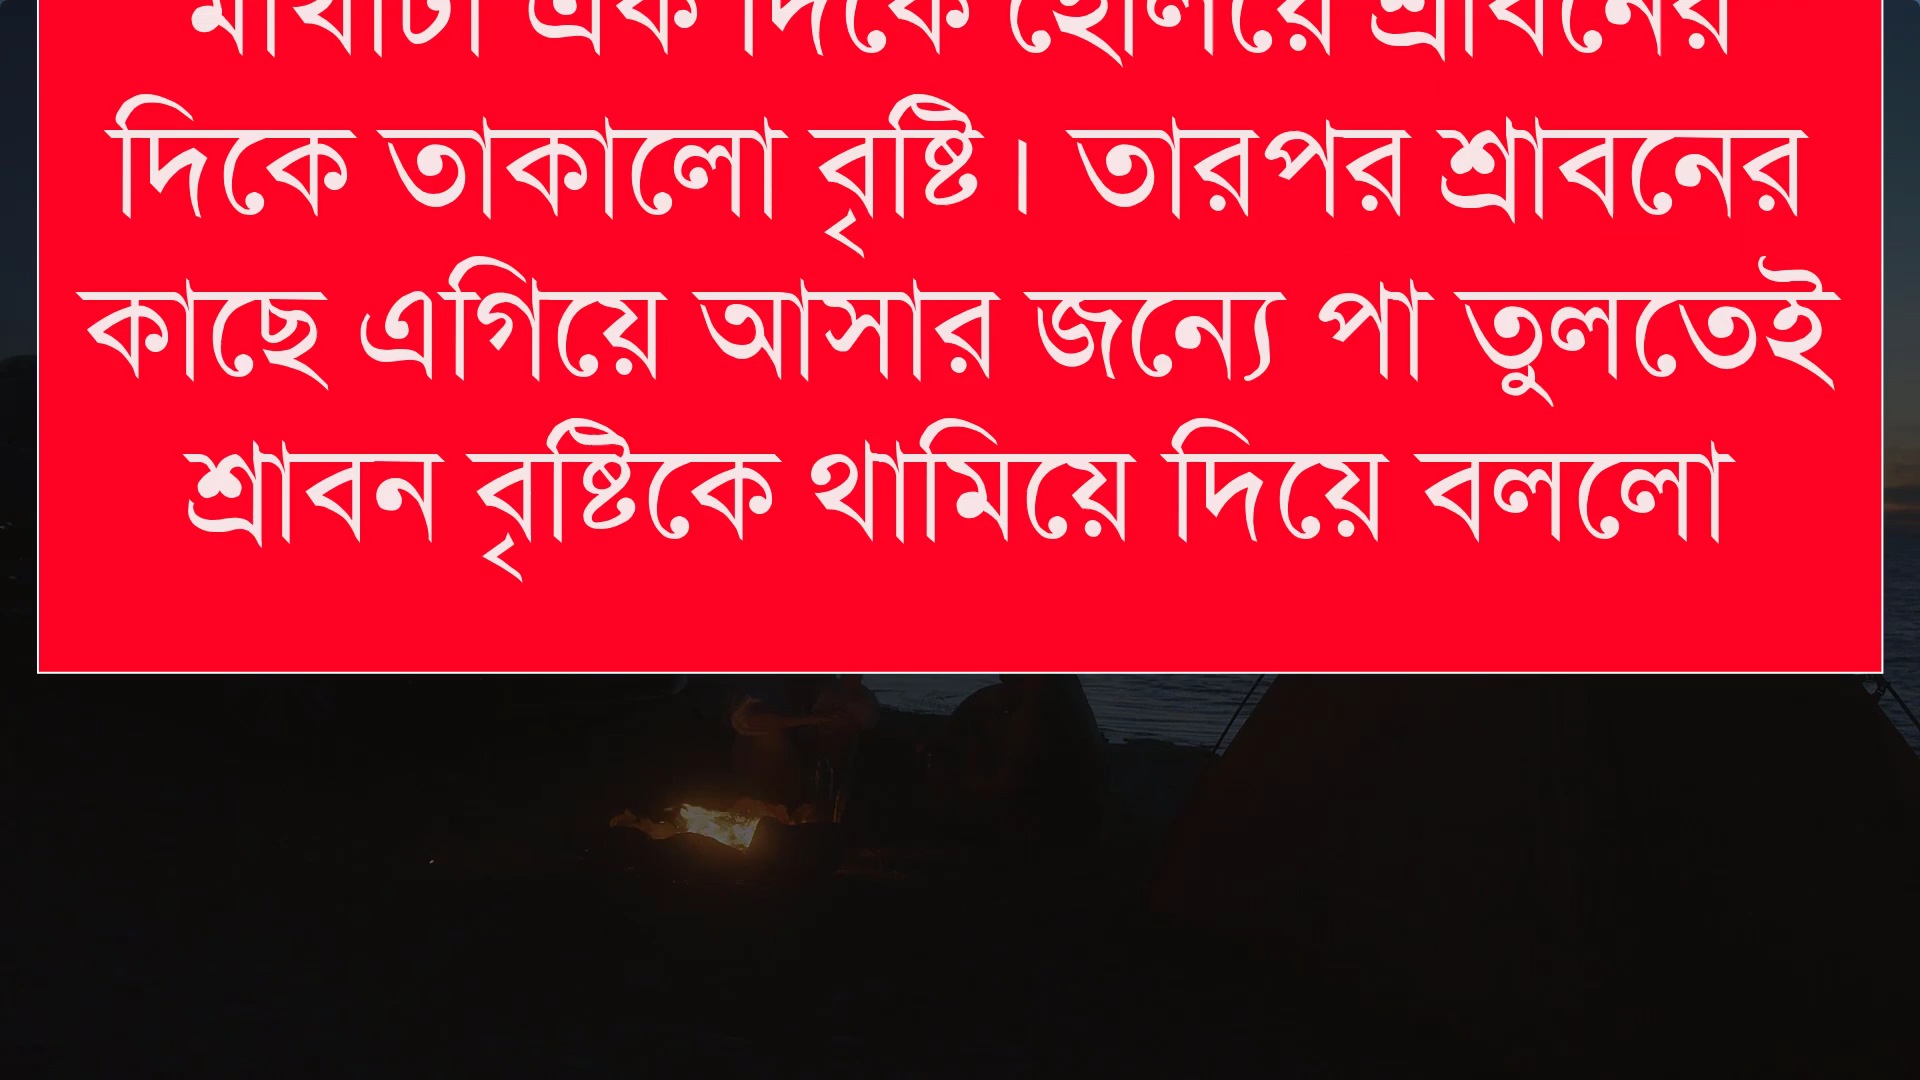 মাথাটা এক দিকে হেলিয়ে শ্রাবনের
দিকে তাকালো বৃষ্টি। তারপর শ্রাবনের
কাছে এগিয়ে আসার জন্যে পা তুলতেই
শ্রাবন বৃষ্টিকে থামিয়ে দিয়ে বললো